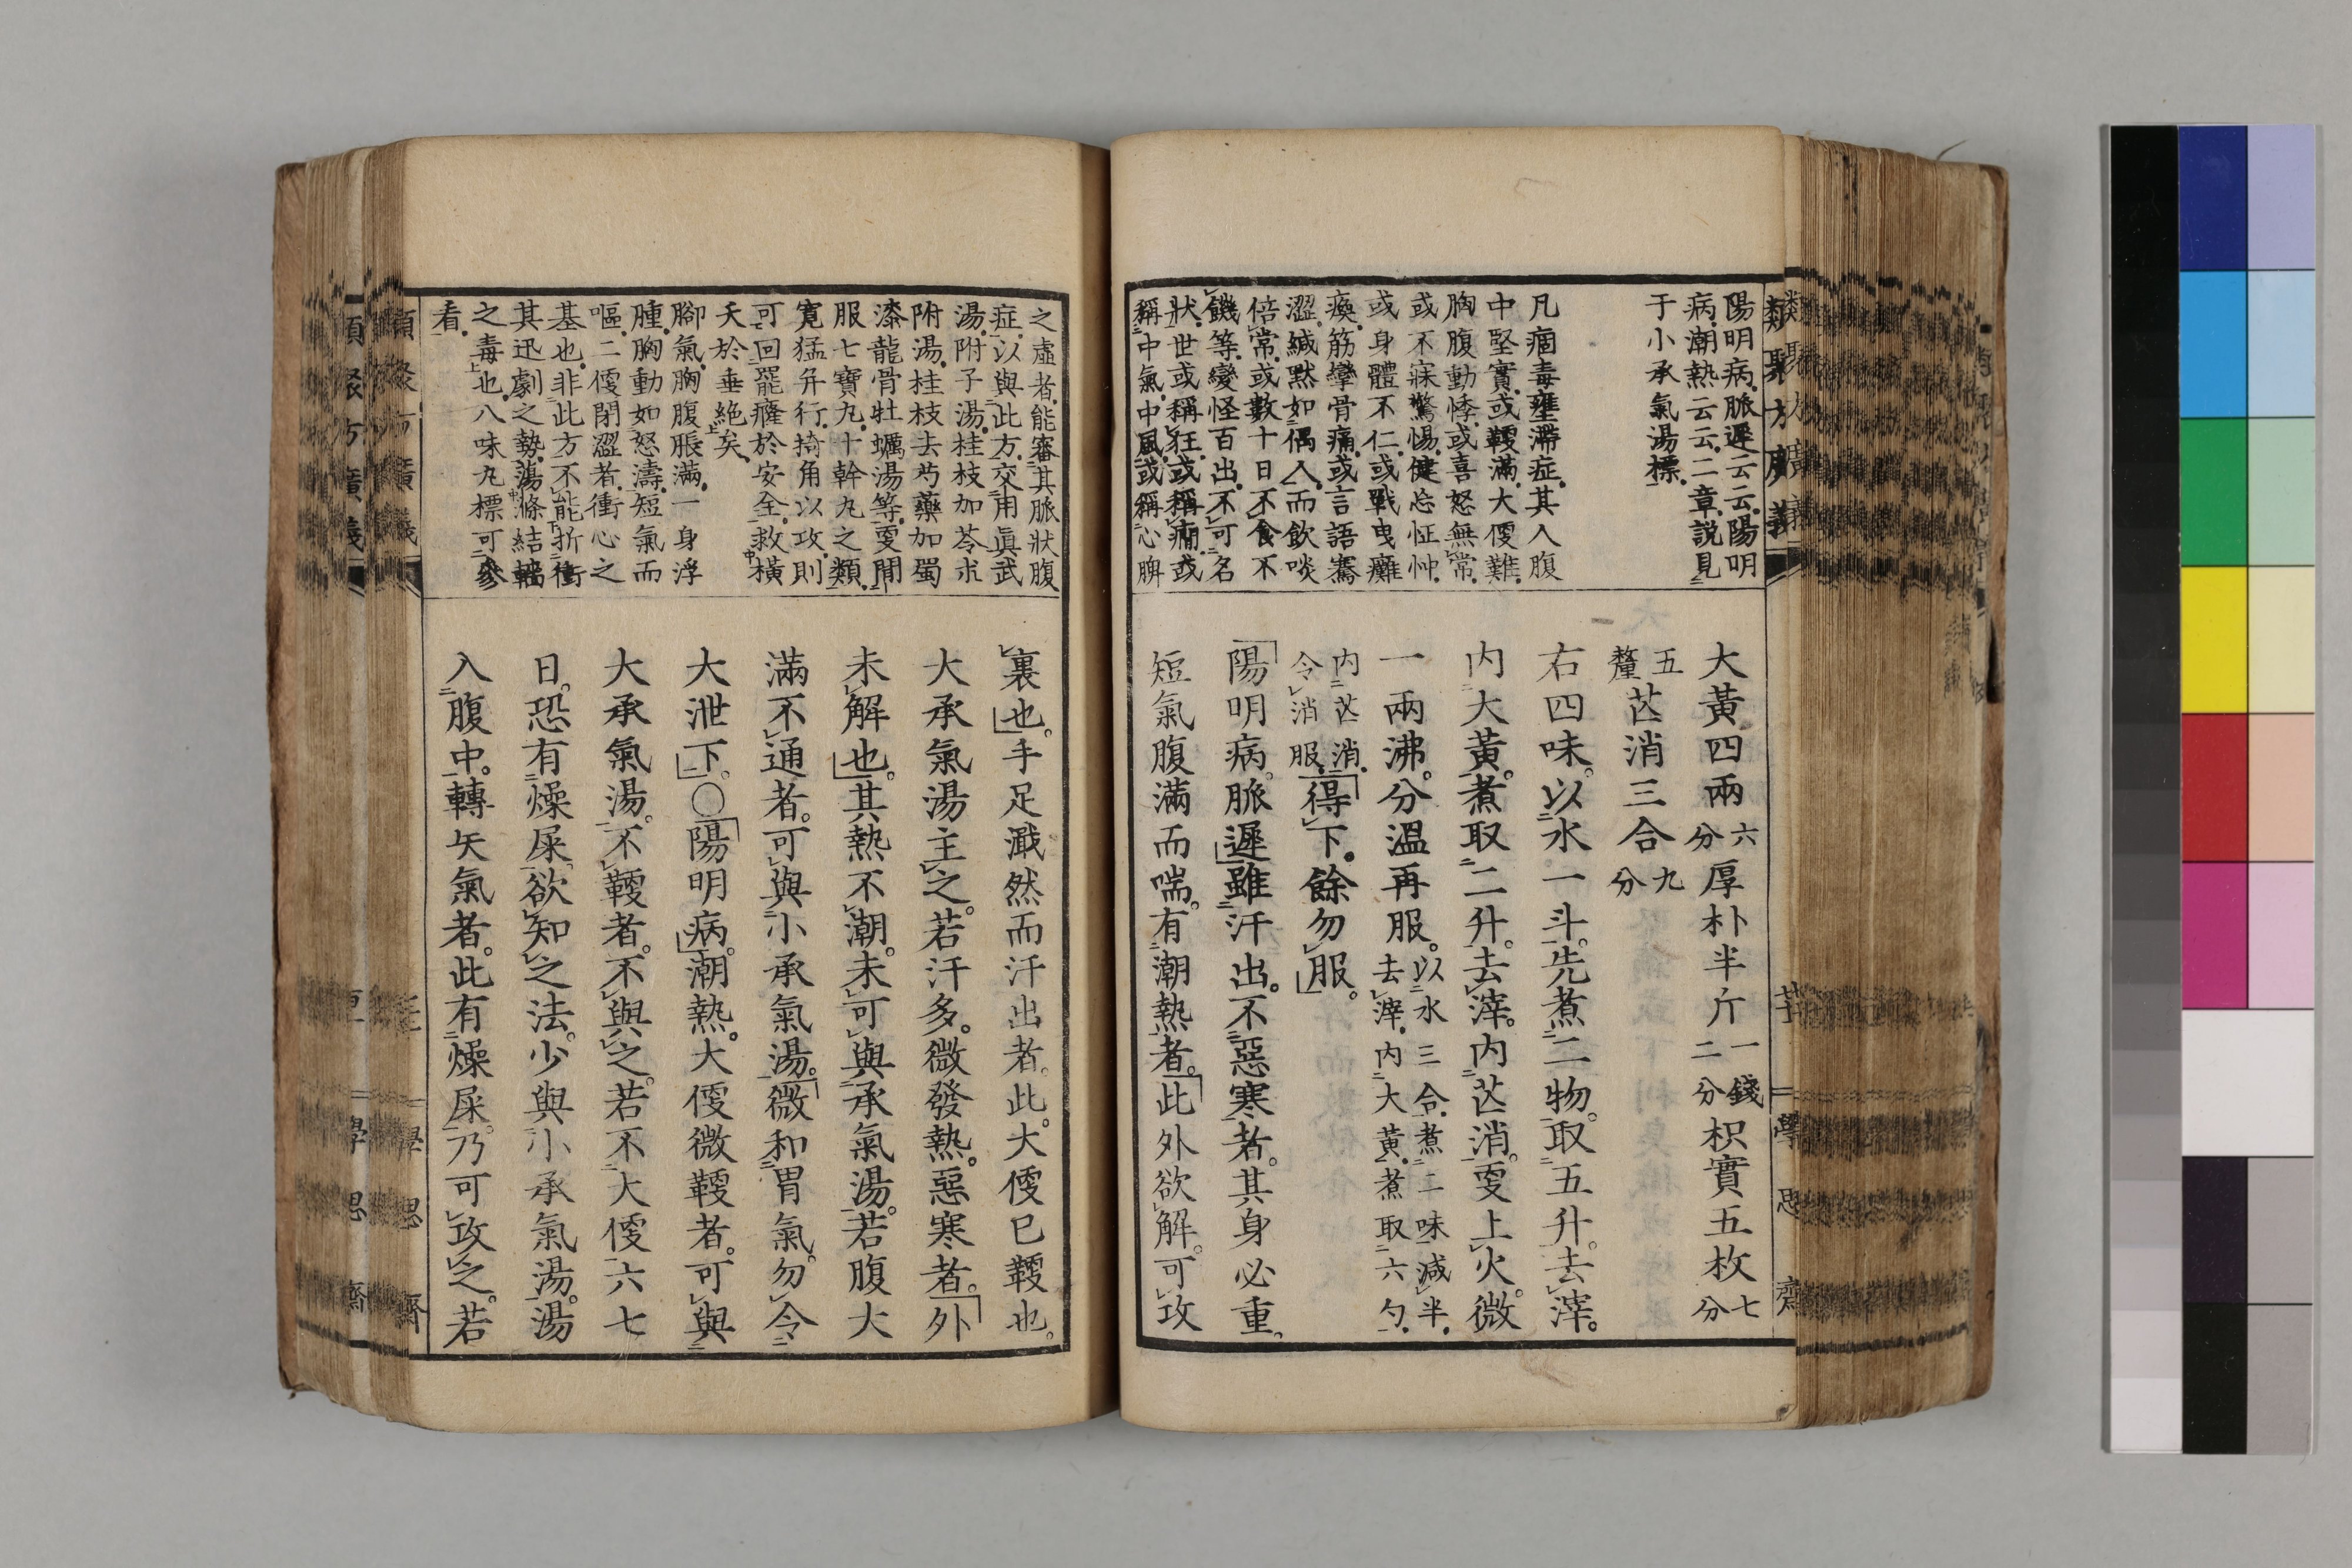 陽明病脈遲云云陽明
病潮熱云云二章説見
于小承氣湯標
凡痼毒壅滯症其人腹
中堅實或鞕滿大便難
胸腹動悸或喜怒無常
或不寐驚惕健忘怔忡
或身體不仁或戰曳癱
瘓筋攣骨痛或言語蹇
澀緘默如偶人而飲啖
倍常或數十日不食不
饑等變怪百出不可名
狀世或稱狂或稱癇或
稱中氣中風或稱心脾
大黃四兩六分厚朴半斤一錢二分枳實五枚七分
五釐芒消三合九分
右四味以水一斗先煮二物取五升去滓
内大黃煮取二升去滓内芒消更上火微
一兩沸分溫再服以水三合煮二味減半去滓内大黃煮取六勺
内芒消令消服得下餘勿服
陽明病脈遲雖汗出不惡寒者其身必重
短氣腹滿而喘有潮熱者此外欲解可攻
之虛者能審其脈狀腹
症以與此方交用眞武
湯附子湯桂枝加苓朮
附湯桂枝去芍藥加蜀
漆龍骨牡蠣湯等更間
服七寶丸十幹丸之類
寛猛并行掎角以攻則
可回罷癃於安全救橫
夭於垂絶矣
腳氣胸腹脹滿一身浮
腫胸動如怒濤短氣而
嘔二便閉澀者衝心之
基也非此方不能折衝
其迅劇之勢蕩滌結轖
之毒也八味丸標可參
看
裏也手足濈然而汗出者此大便已鞕也
大承氣湯主之若汗多微發熱惡寒者外
未解也其熱不潮未可與承氣湯若腹大
滿不通者可與小承氣湯微和胃氣勿令
大泄下○陽明病潮熱大便微鞕者可與
大承氣湯不鞕者不與之若不大便六七
日恐有燥屎欲知之法少與小承氣湯湯
入腹中轉矢氣者此有燥屎乃可攻之若